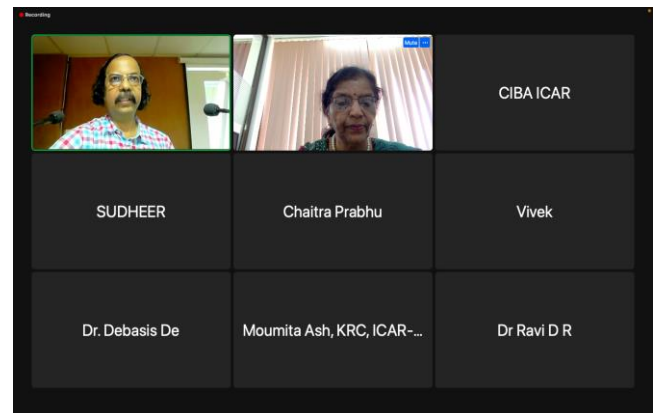 Recording
Mute
CIBA ICAR
SUDHEER
Chaitra Prabhu
Vivek
Dr. Debasis De
Moumita Ash, KRC, ICAR-...
Dr Ravi D R